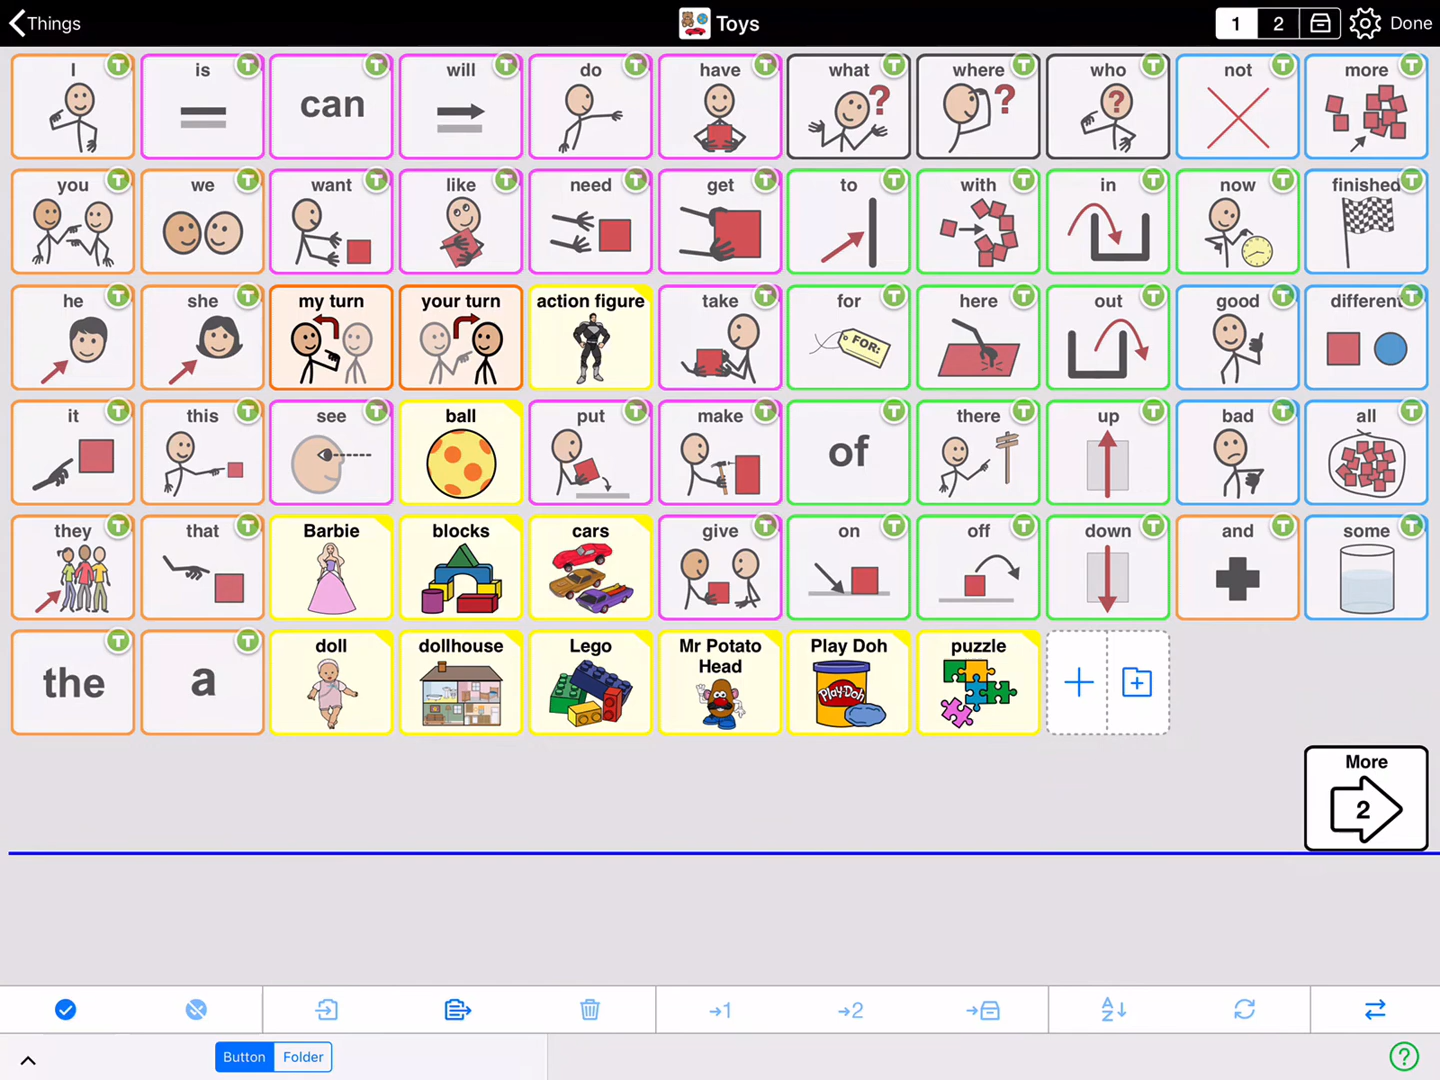 Things
Toys
1
2
Done
I
is
can
will
do
have
what
where
who
not
more
you
we
want
like
need
get
to
with
in
now
finished
he
she
my turn
your turn
action figure
take
for
FOR:
here
out
good
different
it
this
see
ball
put
make
of
there
up
bad
all
they
that
Barbie
blocks
cars
give
on
off
down
and
some
the
a
doll
dollhouse
Lego
Mr Potato
Head
Play Doh
Play-Doh
puzzle
More
2
→1
→2
A
Z
Button
Folder